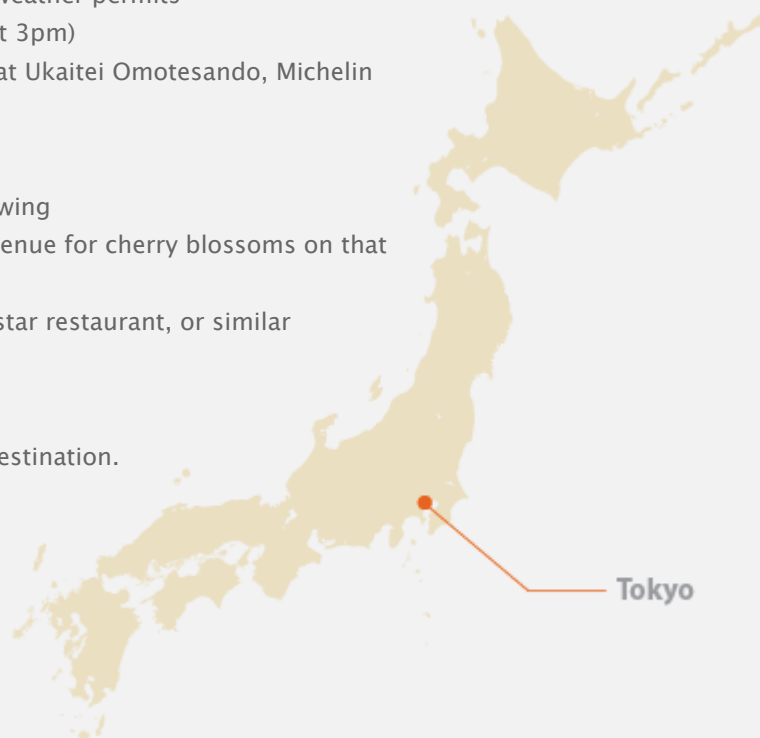 t 3pm)
at Ukaitei Omotesando, Michelin
wing
enue for cherry blossoms on that
star restaurant, or similar
estination.
Tokyo